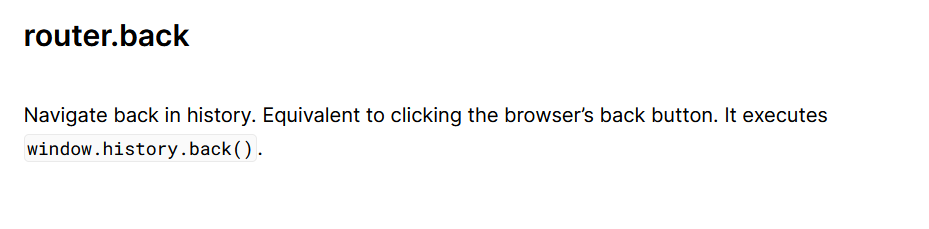 router.back
Navigate back in history. Equivalent to clicking the browser’s back button. It executes
window.history.back().